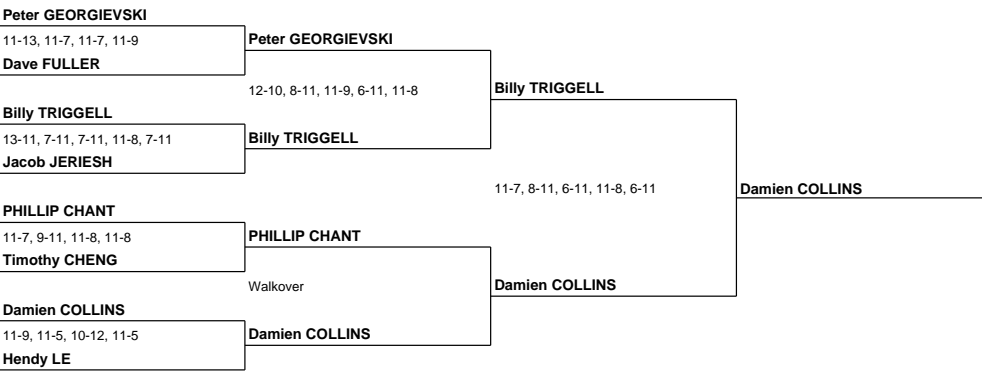 Peter GEORGIEVSKI
11-13, 11-7, 11-7, 11-9
Dave FULLER
Billy TRIGGELL
13-11, 7-11, 7-11, 11-8, 7-11
Jacob JERIESH
PHILLIP CHANT
11-7, 9-11, 11-8, 11-8
Timothy CHENG
Damien COLLINS
11-9, 11-5, 10-12, 11-5
Hendy LE
Peter GEORGIEVSKI
12-10, 8-11, 11-9, 6-11, 11-8
Billy TRIGGELL
PHILLIP CHANT
Walkover
Damien COLLINS
Billy TRIGGELL
11-7, 8-11, 6-11, 11-8, 6-11
Damien COLLINS
Damien COLLINS